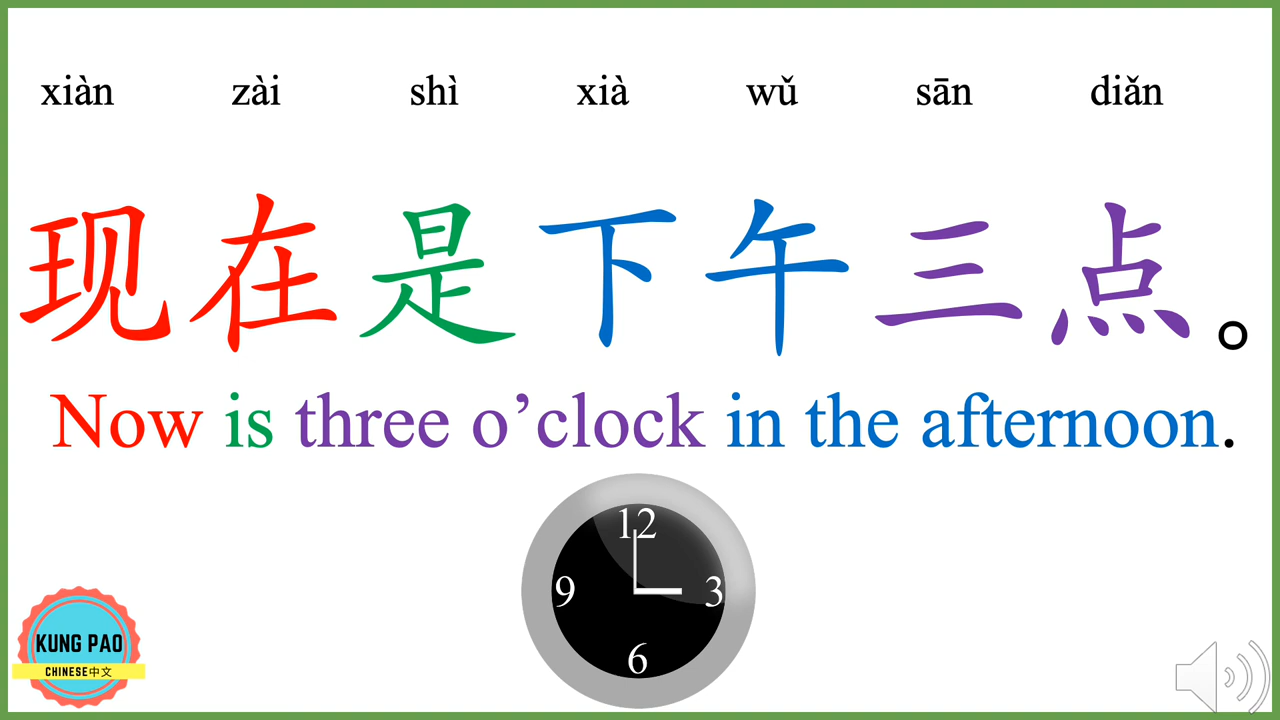 xiàn zài shì xià wǔ sān diǎn
现在是下午三点。
Now is three o’clock in the afternoon.
12
9 3
6
KUNG PAO
CHINESE中文